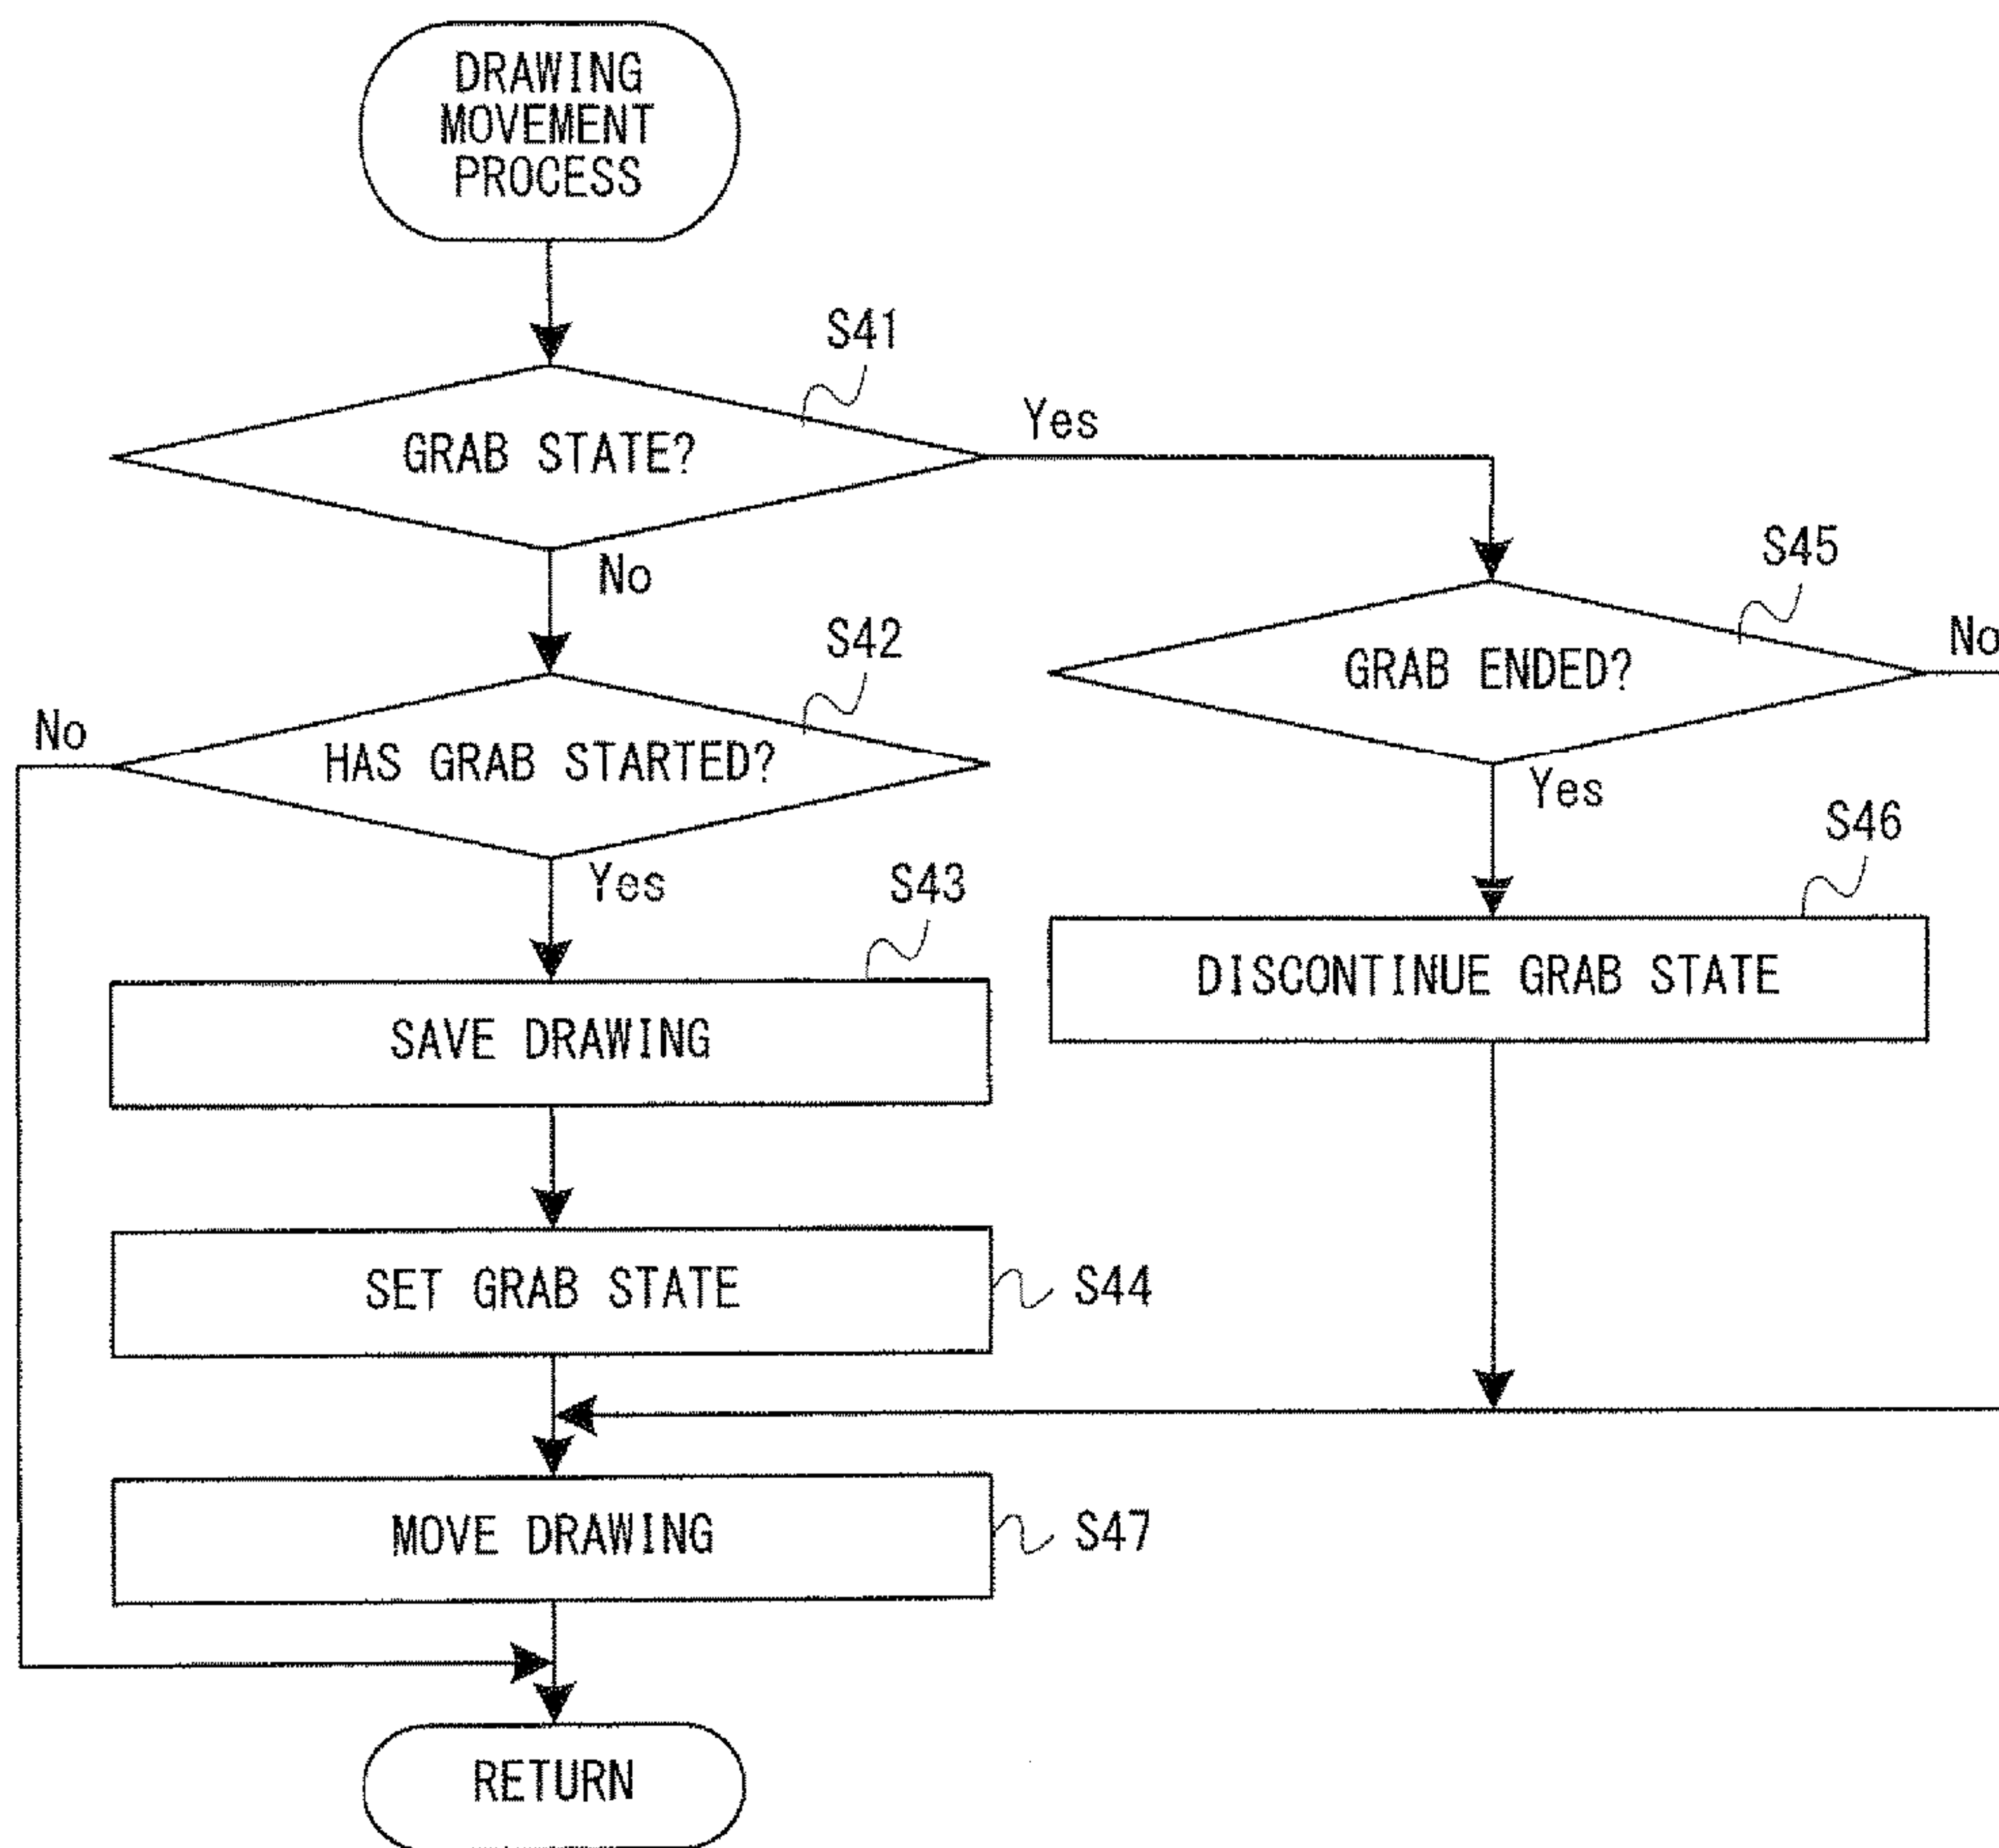 DRAWING
MOVEMENT
PROCESS
S41
GRAB STATE?
Yes
No
S42
HAS GRAB STARTED?
No
Yes
S45
GRAB ENDED?
No
Yes
S43
SAVE DRAWING
S46
DISCONTINUE GRAB STATE
SET GRAB STATE
S44
MOVE DRAWING
S47
RETURN